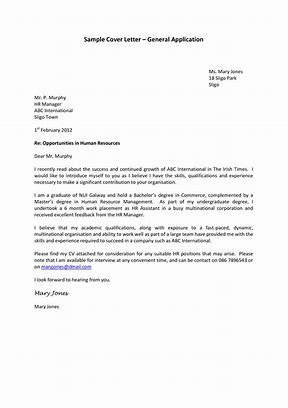 Sample Cover Letter – General Application
Ms. Mary Jones
18 Sligo Park
Sligo
Mr. P. Murphy
HR Manager
ABC International
Sligo Town
1st February 2012
Re: Opportunities in Human Resources
Dear Mr. Murphy
I recently read about the success and continued growth of ABC International in The Irish Times. I
would like to introduce myself to you as I believe I have the skills, qualifications and experience
necessary to make a significant contribution to your organisation.
I am a graduate of NUI Galway and hold a Bachelor's degree in Commerce, complemented by a
Master's degree in Human Resource Management. As part of my undergraduate degree, I
undertook a 6 month work placement as HR Assistant in a busy multinational corporation and
received excellent feedback from the HR Manager.
I believe that my academic qualifications, along with exposure to a fast-paced, dynamic,
multinational organisation and ability to work well as part of a large team have provided me with the
skills and experience required to succeed in a company such as ABC International.
Please find my CV attached for consideration for any suitable HR positions that may arise. Please
note that I am available for interview at any convenient time, and can be contact on 086 7896543 or
on marjones@dmail.com
I look forward to hearing from you.
Mary Jones
Mary Jones